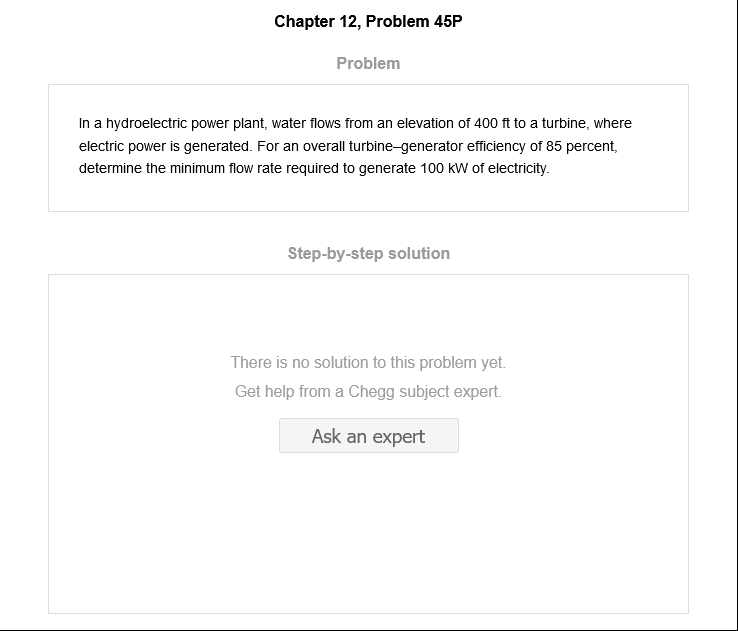 Chapter 12, Problem 45P
Problem
In a hydroelectric power plant, water flows from an elevation of 400 ft to a turbine, where
electric power is generated. For an overall turbine–generator efficiency of 85 percent,
determine the minimum flow rate required to generate 100 kW of electricity.
Step-by-step solution
There is no solution to this problem yet.
Get help from a Chegg subject expert.
Ask an expert